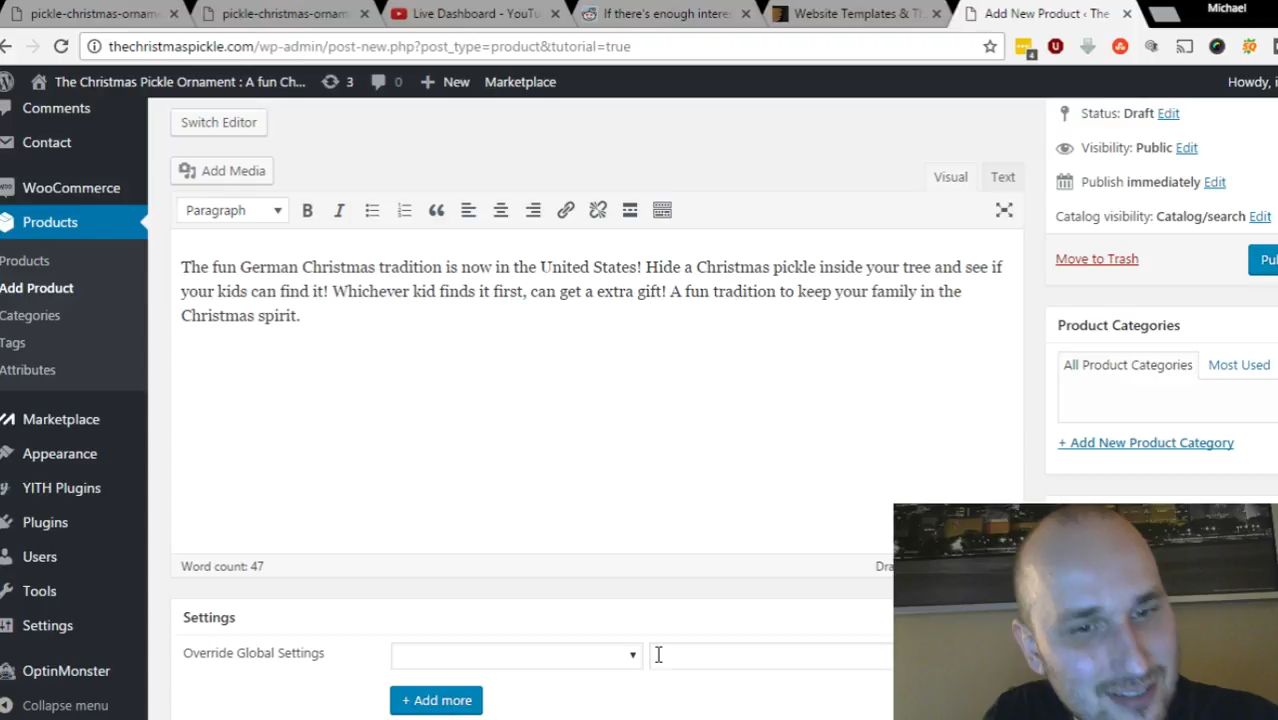 pickle-christmas-orname
pickle-christmas-ornam
Live Dashboard - YouTu
If there's enough interes
Website Templates & Th
Add New Product ‹ The
Michael
thechristmaspickle.com/wp-admin/post-new.php?post_type=product&tutorial=true
4
The Christmas Pickle Ornament : A fun Ch...
3
0
New
Marketplace
Howdy, i
Comments
Contact
WooCommerce
Products
Products
Add Product
Categories
Tags
Attributes
Marketplace
Appearance
YITH Plugins
Plugins
Users
Tools
Settings
OptinMonster
Collapse menu
Switch Editor
Add Media
Visual
Text
Paragraph
B
I
The fun German Christmas tradition is now in the United States! Hide a Christmas pickle inside your tree and see if
your kids can find it! Whichever kid finds it first, can get a extra gift! A fun tradition to keep your family in the
Christmas spirit.
Word count: 47
Dra
Settings
Override Global Settings
+ Add more
Status: Draft Edit
Visibility: Public Edit
Publish immediately Edit
Catalog visibility: Catalog/search Edit
Move to Trash
Pu
Product Categories
All Product Categories
Most Used
+ Add New Product Category